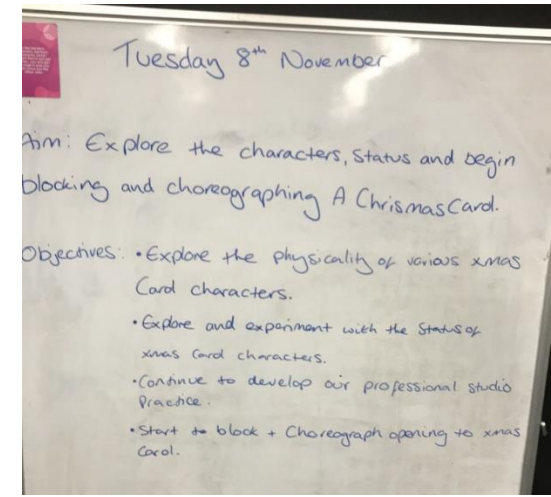 Tuesday 8th November
Aim: Explore the characters, Status and begin
blocking and choreographing A ChrismasCard.
Objectives: • Explore the physicality of various xmas
Card characters.
• Explore and experiment with the Status of
xmas Card characters.
• Continue to develop our professional studio
Practice.
• Start to block + Choreograph opening to xmas
Carol.